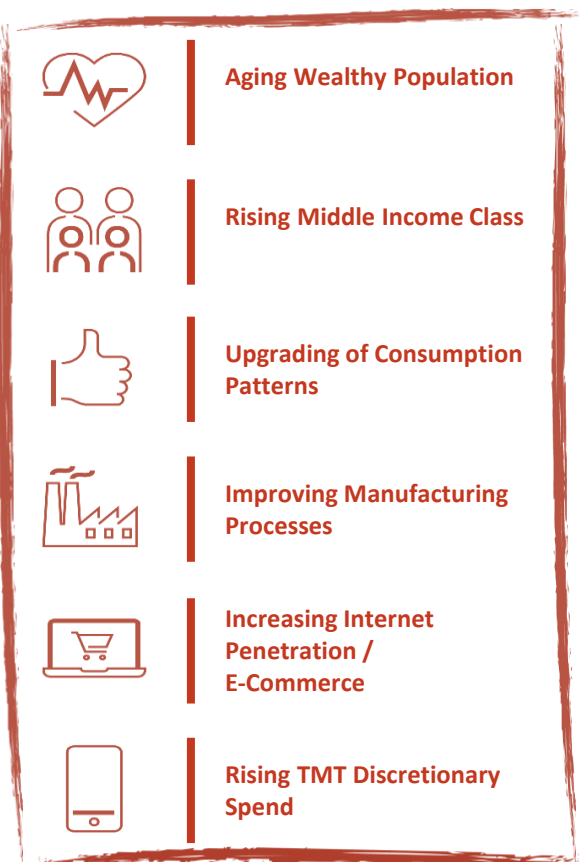 Aging Wealthy Population
Rising Middle Income Class
Upgrading of Consumption
Patterns
Improving Manufacturing
Processes
Increasing Internet
Penetration /
E-Commerce
Rising TMT Discretionary
Spend